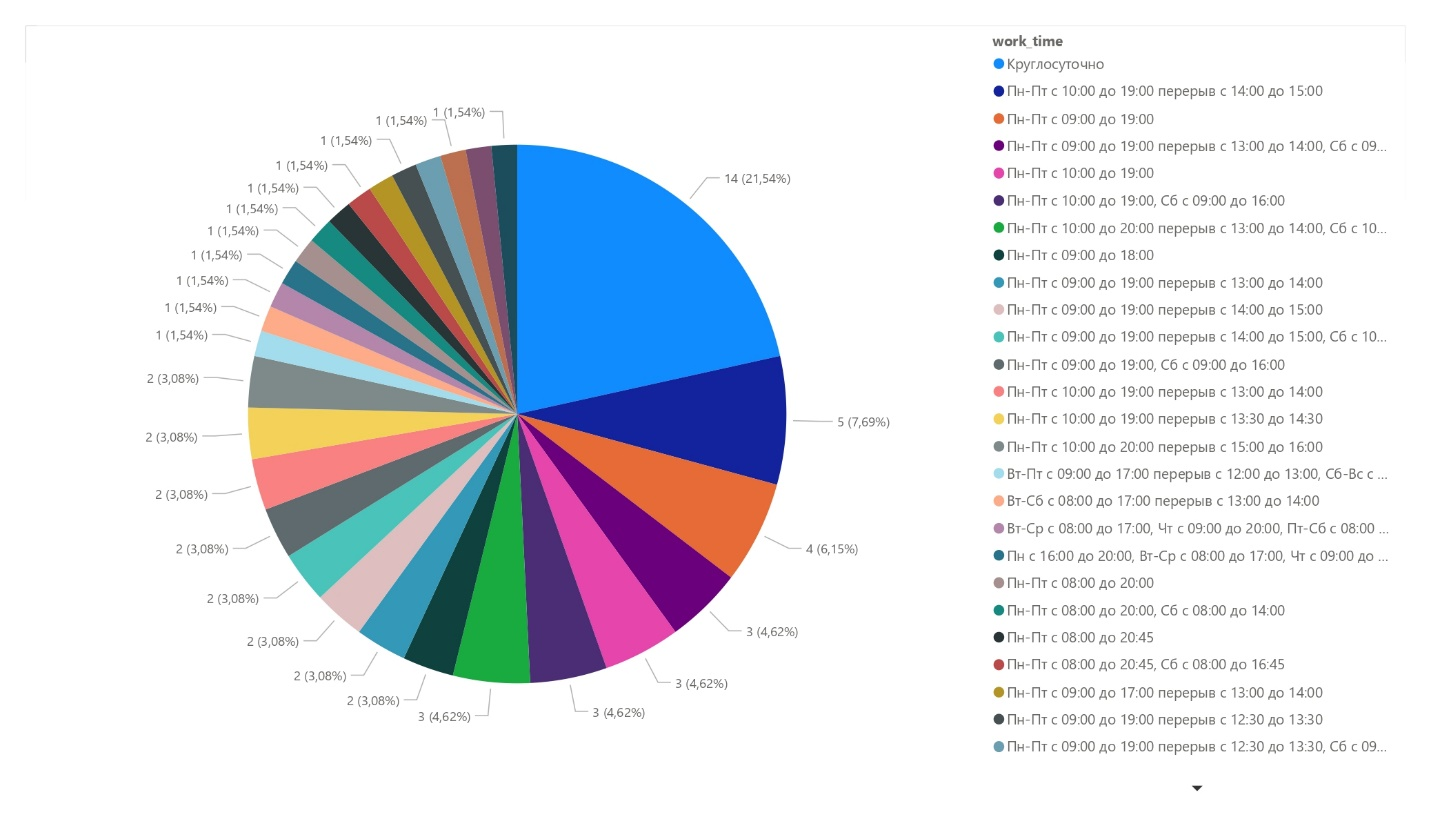 work_time
Круглосуточно
Пн-Пт с 10:00 до 19:00 перерыв с 14:00 до 15:00
Пн-Пт с 09:00 до 19:00
Пн-Пт с 09:00 до 19:00 перерыв с 13:00 до 14:00, Сб с 09...
Пн-Пт с 10:00 до 19:00
Пн-Пт с 10:00 до 19:00, Сб с 09:00 до 16:00
Пн-Пт с 10:00 до 20:00 перерыв с 13:00 до 14:00, Сб с 10...
Пн-Пт с 09:00 до 18:00
Пн-Пт с 09:00 до 19:00 перерыв с 13:00 до 14:00
Пн-Пт с 09:00 до 19:00 перерыв с 14:00 до 15:00
Пн-Пт с 09:00 до 19:00 перерыв с 14:00 до 15:00, Сб с 10...
Пн-Пт с 09:00 до 19:00, Сб с 09:00 до 16:00
Пн-Пт с 10:00 до 19:00 перерыв с 13:00 до 14:00
Пн-Пт с 10:00 до 19:00 перерыв с 13:30 до 14:30
Пн-Пт с 10:00 до 20:00 перерыв с 15:00 до 16:00
Вт-Пт с 09:00 до 17:00 перерыв с 12:00 до 13:00, Сб-Вс с ...
Вт-Сб с 08:00 до 17:00 перерыв с 13:00 до 14:00
Вт-Ср с 08:00 до 17:00, Чт с 09:00 до 20:00, Пт-Сб с 08:00 ...
Пн с 16:00 до 20:00, Вт-Ср с 08:00 до 17:00, Чт с 09:00 до ...
Пн-Пт с 08:00 до 20:00
Пн-Пт с 08:00 до 20:00, Сб с 08:00 до 14:00
Пн-Пт с 08:00 до 20:45
Пн-Пт с 08:00 до 20:45, Сб с 08:00 до 16:45
Пн-Пт с 09:00 до 17:00 перерыв с 13:00 до 14:00
Пн-Пт с 09:00 до 19:00 перерыв с 12:30 до 13:30
Пн-Пт с 09:00 до 19:00 перерыв с 12:30 до 13:30, Сб с 09...
14 (21,54%)
5 (7,69%)
4 (6,15%)
3 (4,62%)
3 (4,62%)
3 (4,62%)
3 (4,62%)
2 (3,08%)
2 (3,08%)
2 (3,08%)
2 (3,08%)
2 (3,08%)
2 (3,08%)
2 (3,08%)
2 (3,08%)
1 (1,54%)
1 (1,54%)
1 (1,54%)
1 (1,54%)
1 (1,54%)
1 (1,54%)
1 (1,54%)
1 (1,54%)
1 (1,54%)
1 (1,54%)
1 (1,54%)